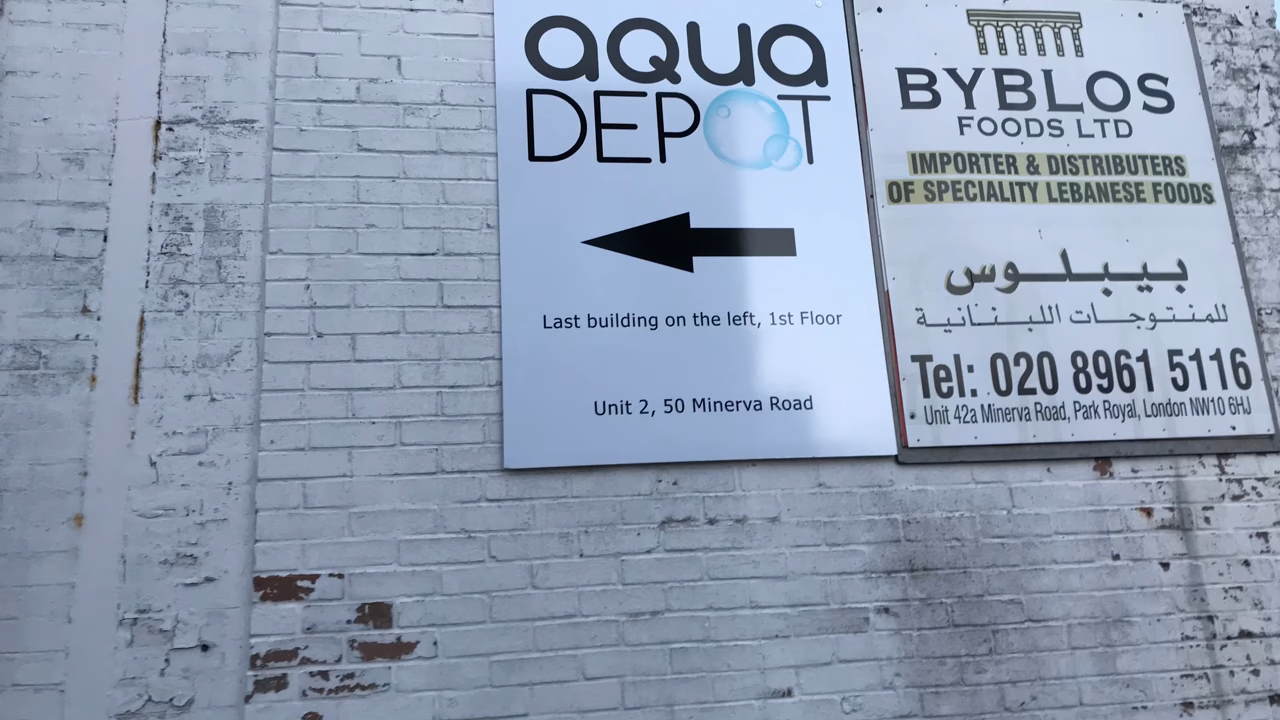 aQua
DEPOT
Last building on the left, 1st Floor
Unit 2, 50 Minerva Road
BYBLOS
FOODS LTD
IMPORTER & DISTRIBUTERS
OF SPECIALITY LEBANESE FOODS
بيبلوس
للمنتوجات اللبنانية
Tel: 020 8961 5116
Unit 42a Minerva Road, Park Royal, London NW10 6HJ